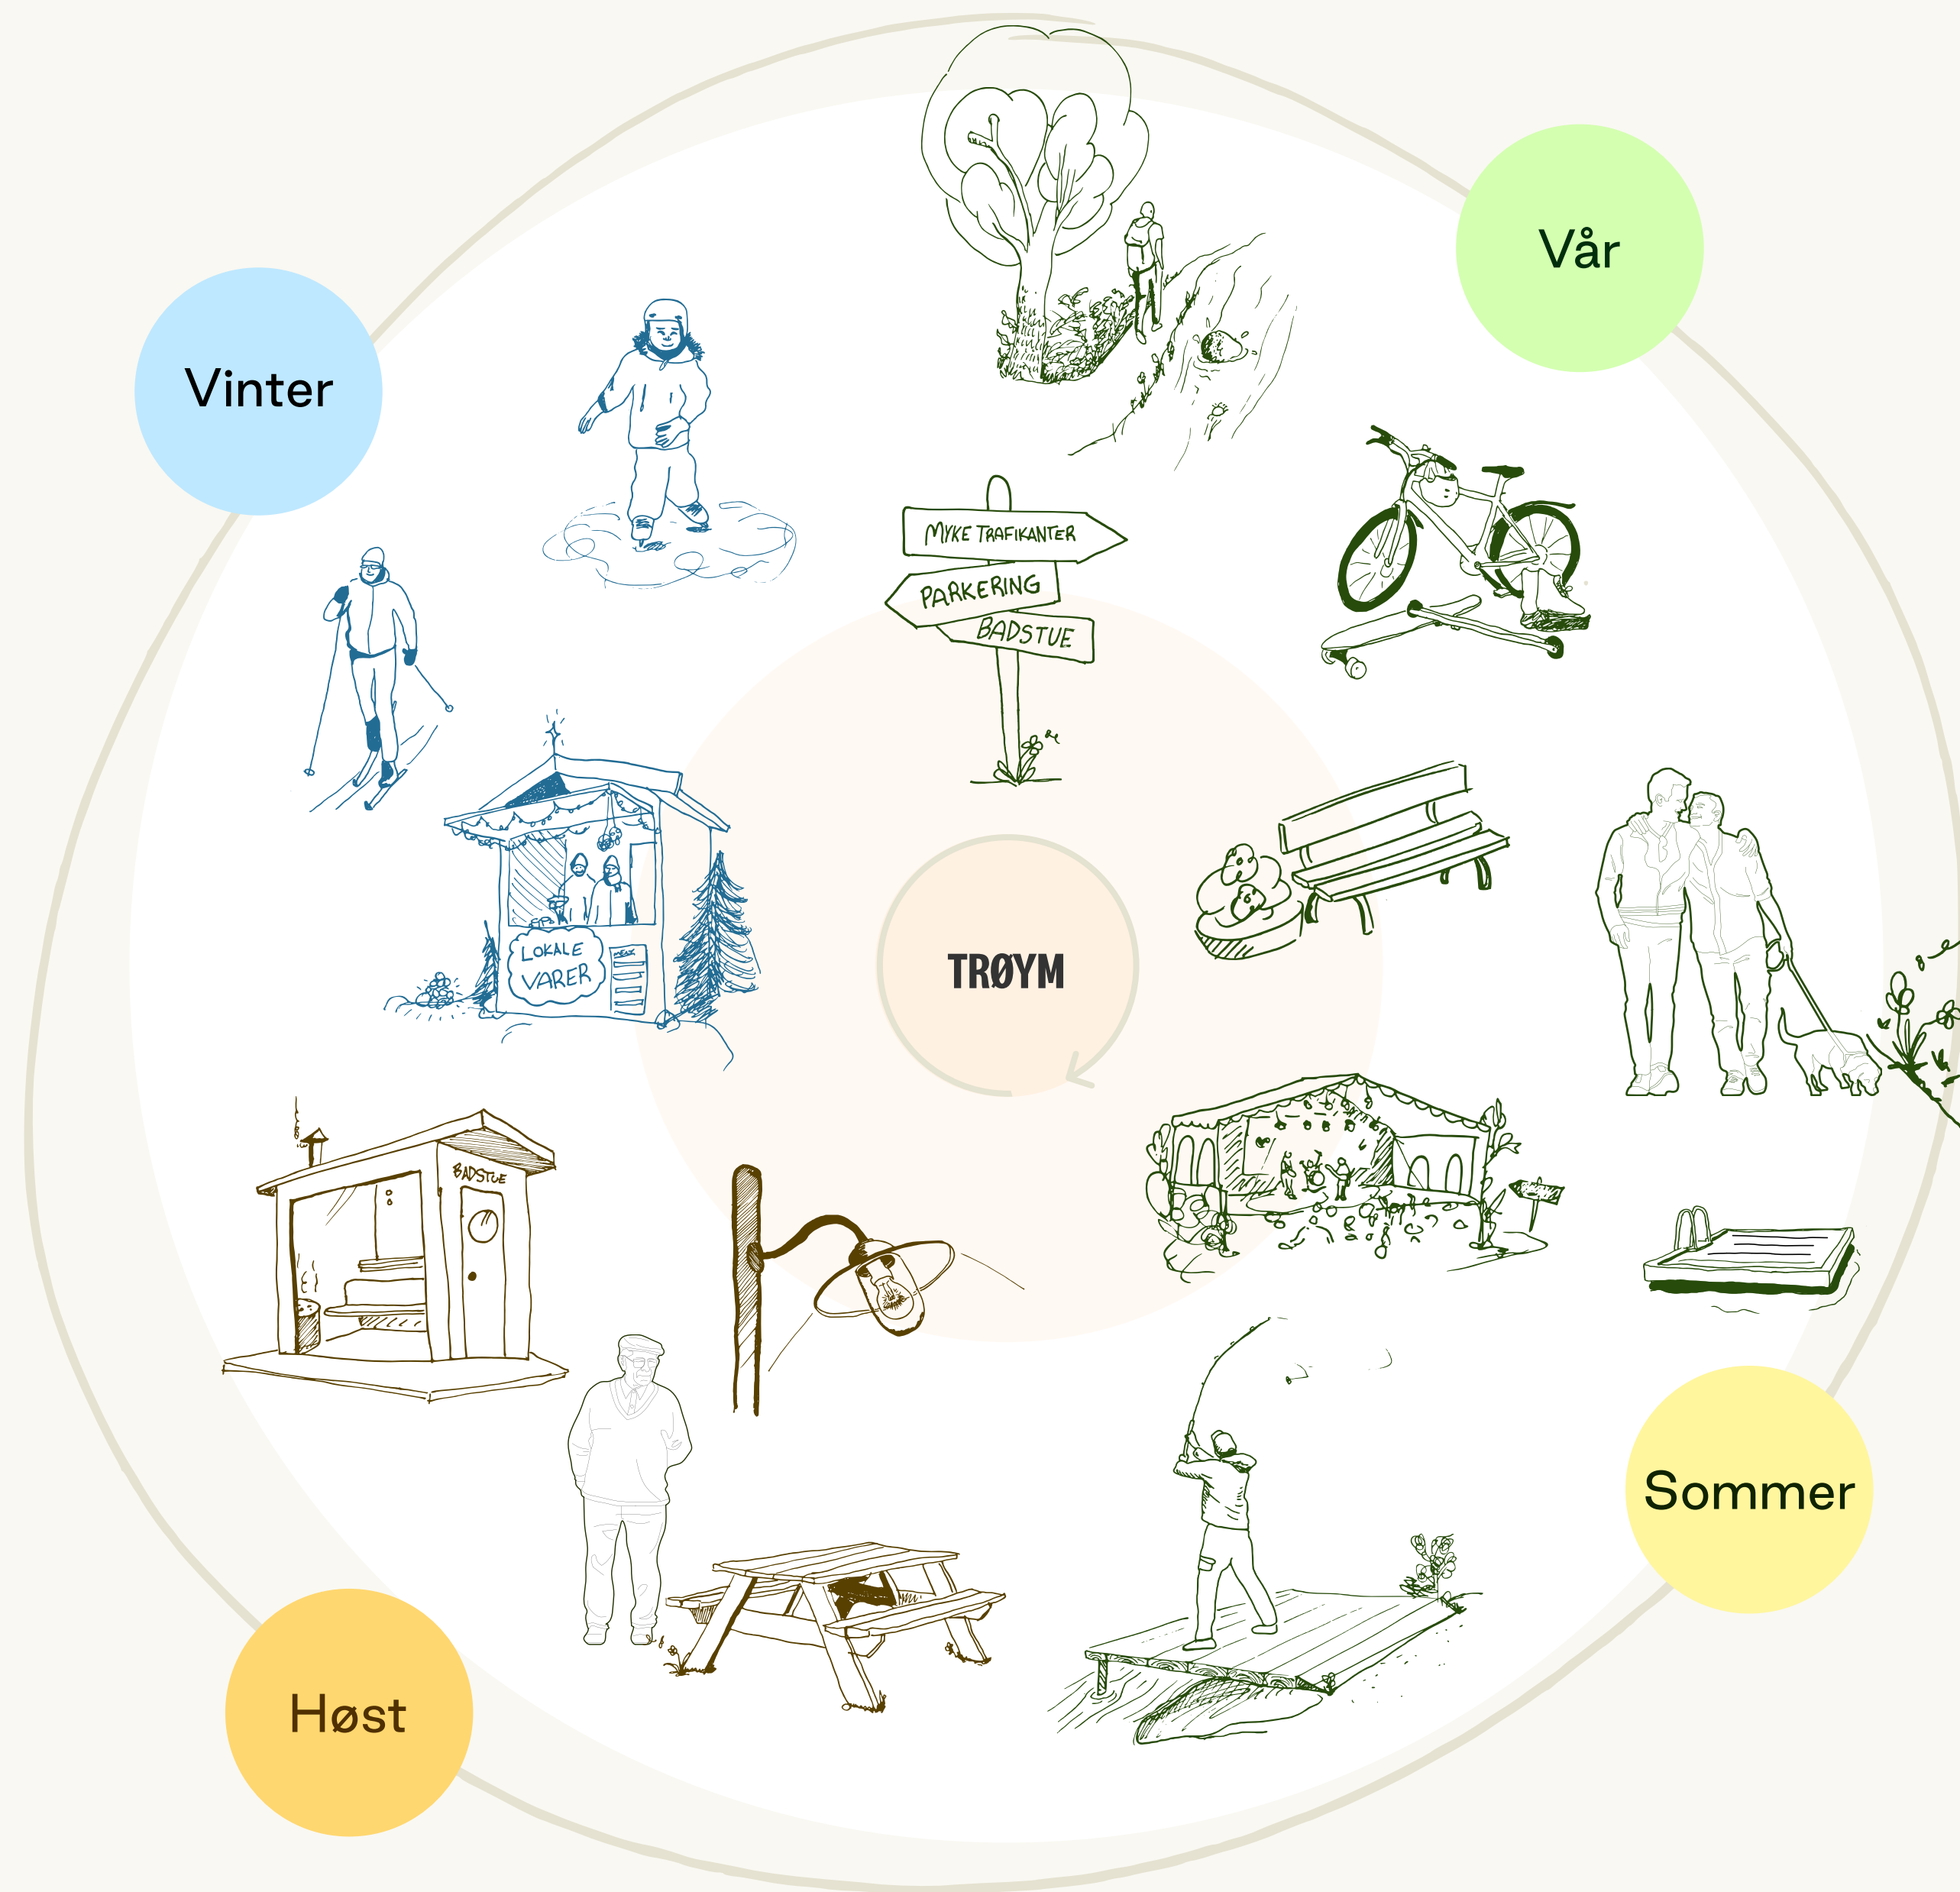 Vår
Vinter
MYKE TRAFIKANTER
PARKERING
BADSTUE
LOKALE
VARER
TRØYM
BADSTUE
Sommer
Høst